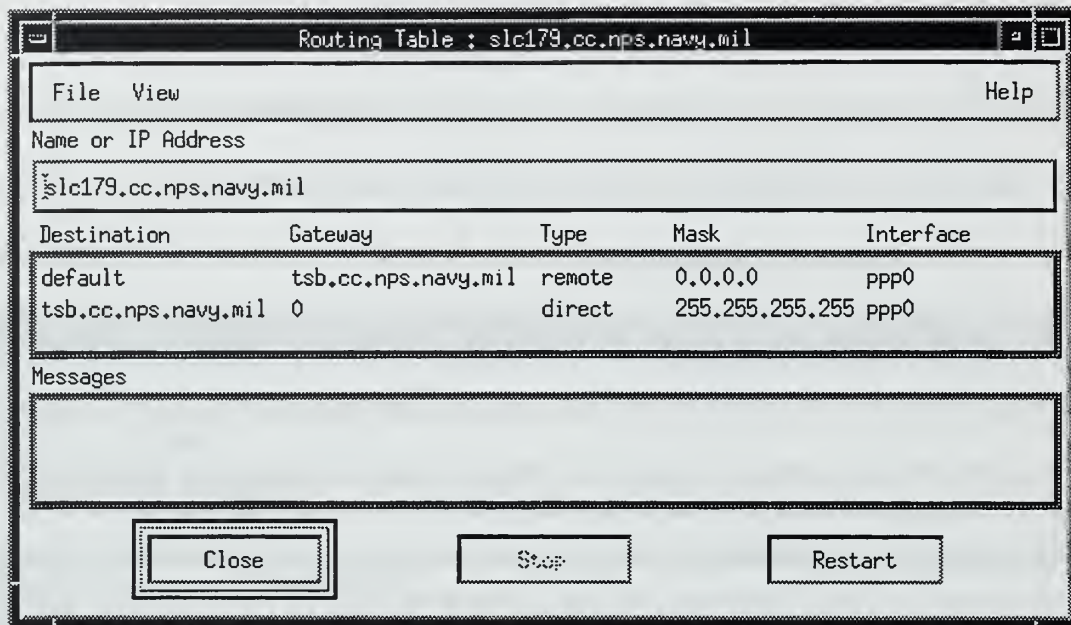 Routing Table : slc179.cc.nps.navy.mil
File View Help
Name or IP Address
slc179.cc.nps.navy.mil
Destination Gateway Type Mask Interface
default tsb.cc.nps.navy.mil remote 0.0.0.0 ppp0
tsb.cc.nps.navy.mil 0 direct 255.255.255.255 ppp0
Messages
Close Stop Restart